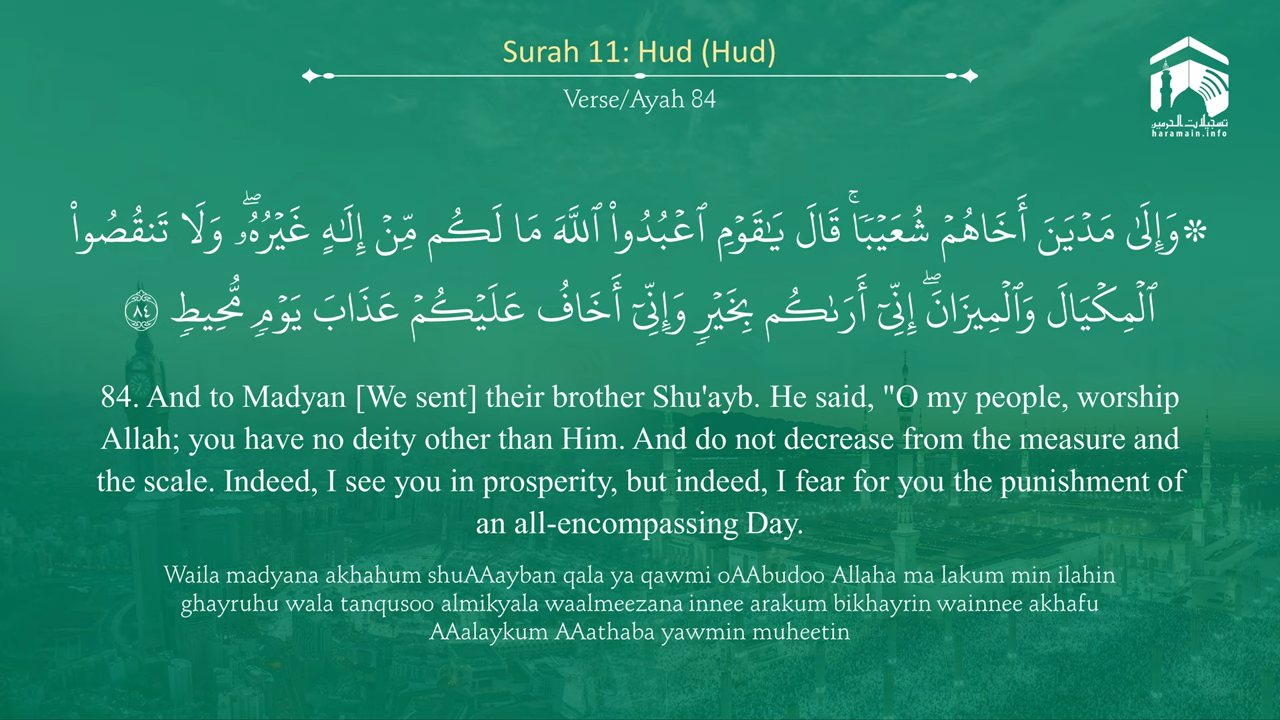 Surah 11: Hud (Hud)
Verse/Ayah 84
تسجيلات الحرمين
haramain.info
۞ وَإِلَىٰ مَدۡيَنَ أَخَاهُمۡ شُعَيۡبٗاۚ قَالَ يَٰقَوۡمِ ٱعۡبُدُواْ ٱللَّهَ مَا لَكُم مِّنۡ إِلَٰهٍ غَيۡرُهُۥۖ وَلَا تَنقُصُواْ
ٱلۡمِكۡيَالَ وَٱلۡمِيزَانَۖ إِنِّيٓ أَرَىٰكُم بِخَيۡرٖ وَإِنِّيٓ أَخَافُ عَلَيۡكُمۡ عَذَابَ يَوۡمٖ مُّحِيطٖ ٨٤
84. And to Madyan [We sent] their brother Shu'ayb. He said, "O my people, worship
Allah; you have no deity other than Him. And do not decrease from the measure and
the scale. Indeed, I see you in prosperity, but indeed, I fear for you the punishment of
an all-encompassing Day.
Waila madyana akhahum shuAAayban qala ya qawmi oAAbudoo Allaha ma lakum min ilahin
ghayruhu wala tanqusoo almikyala waalmeezana innee arakum bikhayrin wainnee akhafu
AAalaykum AAathaba yawmin muheetin